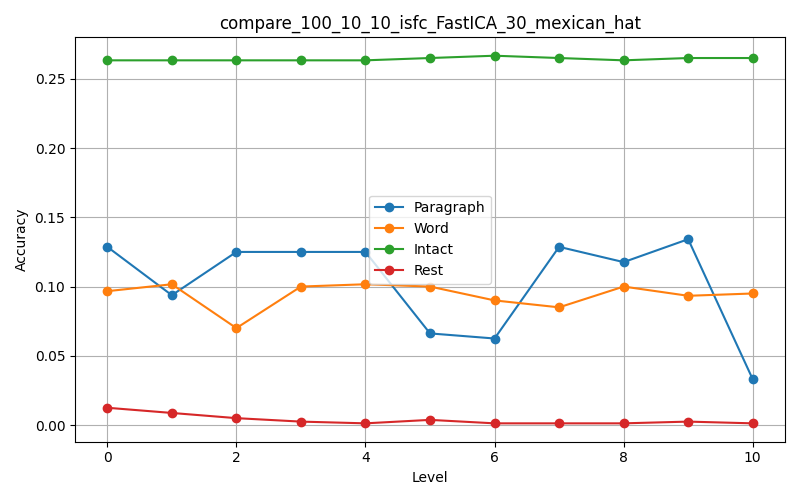 compare_100_10_10_isfc_FastICA_30_mexican_hat
Accuracy
0.25
0.20
0.15
0.10
0.05
0.00
Paragraph
Word
Intact
Rest
0 2 4 6 8 10
Level